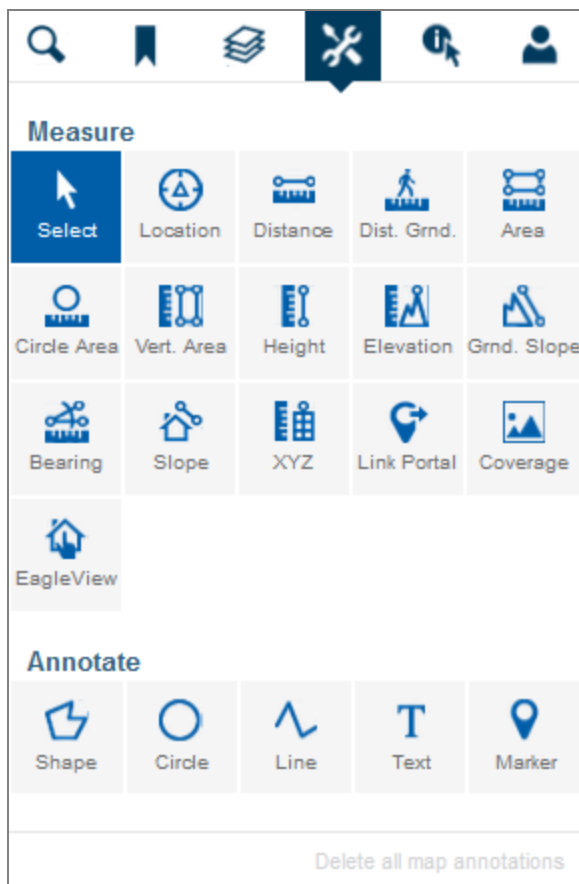 Measure
Select Location Distance Dist. Grnd. Area
Circle Area Vert. Area Height Elevation Grnd. Slope
Bearing Slope XYZ Link Portal Coverage
EagleView
Annotate
Shape Circle Line Text Marker
Delete all map annotations